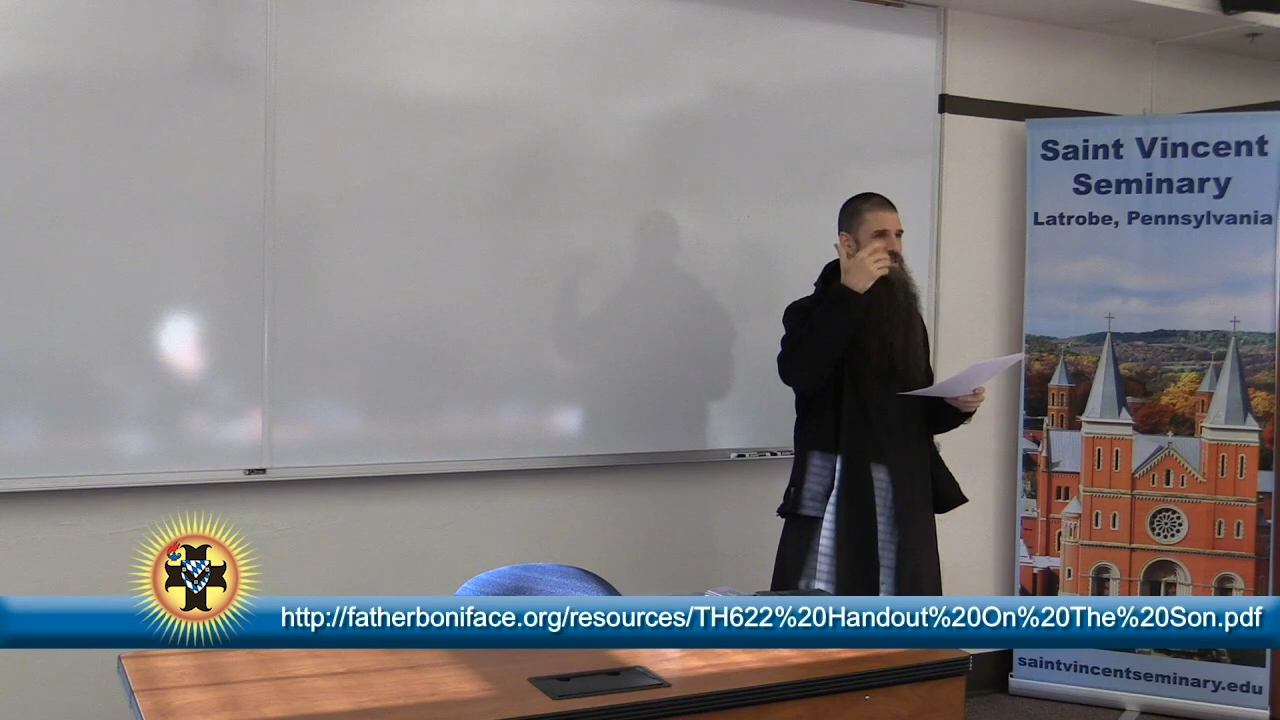 Saint Vincent
Seminary
Latrobe, Pennsylvania
http://fatherboniface.org/resources/TH622%20Handout%20On%20The%20Son.pdf
saintvincentseminary.edu